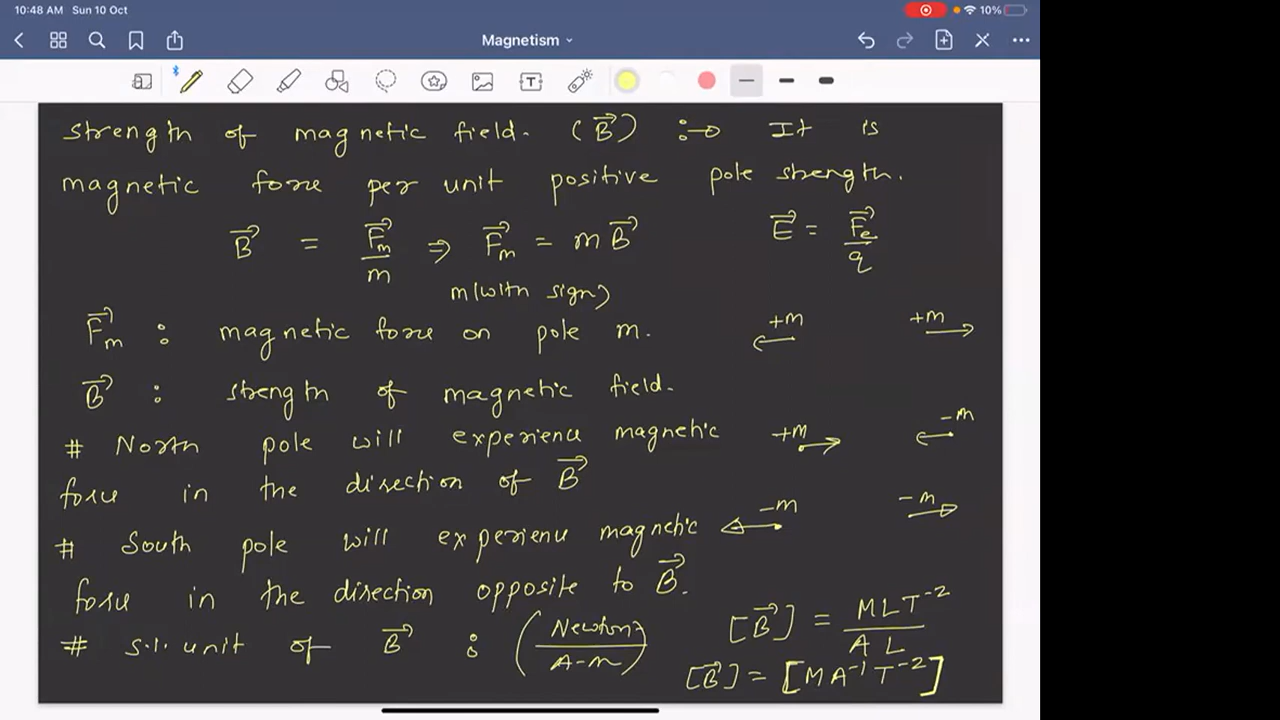 10:48 AM Sun 10 Oct 10%
Magnetism
strength of magnetic field. (B⃗) :→ It is
magnetic force per unit positive pole strength.
B⃗ = F⃗m/m ⇒ F⃗m = mB⃗ E⃗ = F⃗e/q
m(with sign)
F⃗m : magnetic force on pole m. +m +m
B⃗ : strength of magnetic field.
# North pole will experience magnetic +m -m
force in the direction of B⃗
# South pole will experience magnetic -m -m
force in the direction opposite to B⃗.
# S.I. unit of B⃗ : (Newton/A-m) [B⃗] = MLT⁻²/AL
[B⃗] = [MA⁻¹T⁻²]